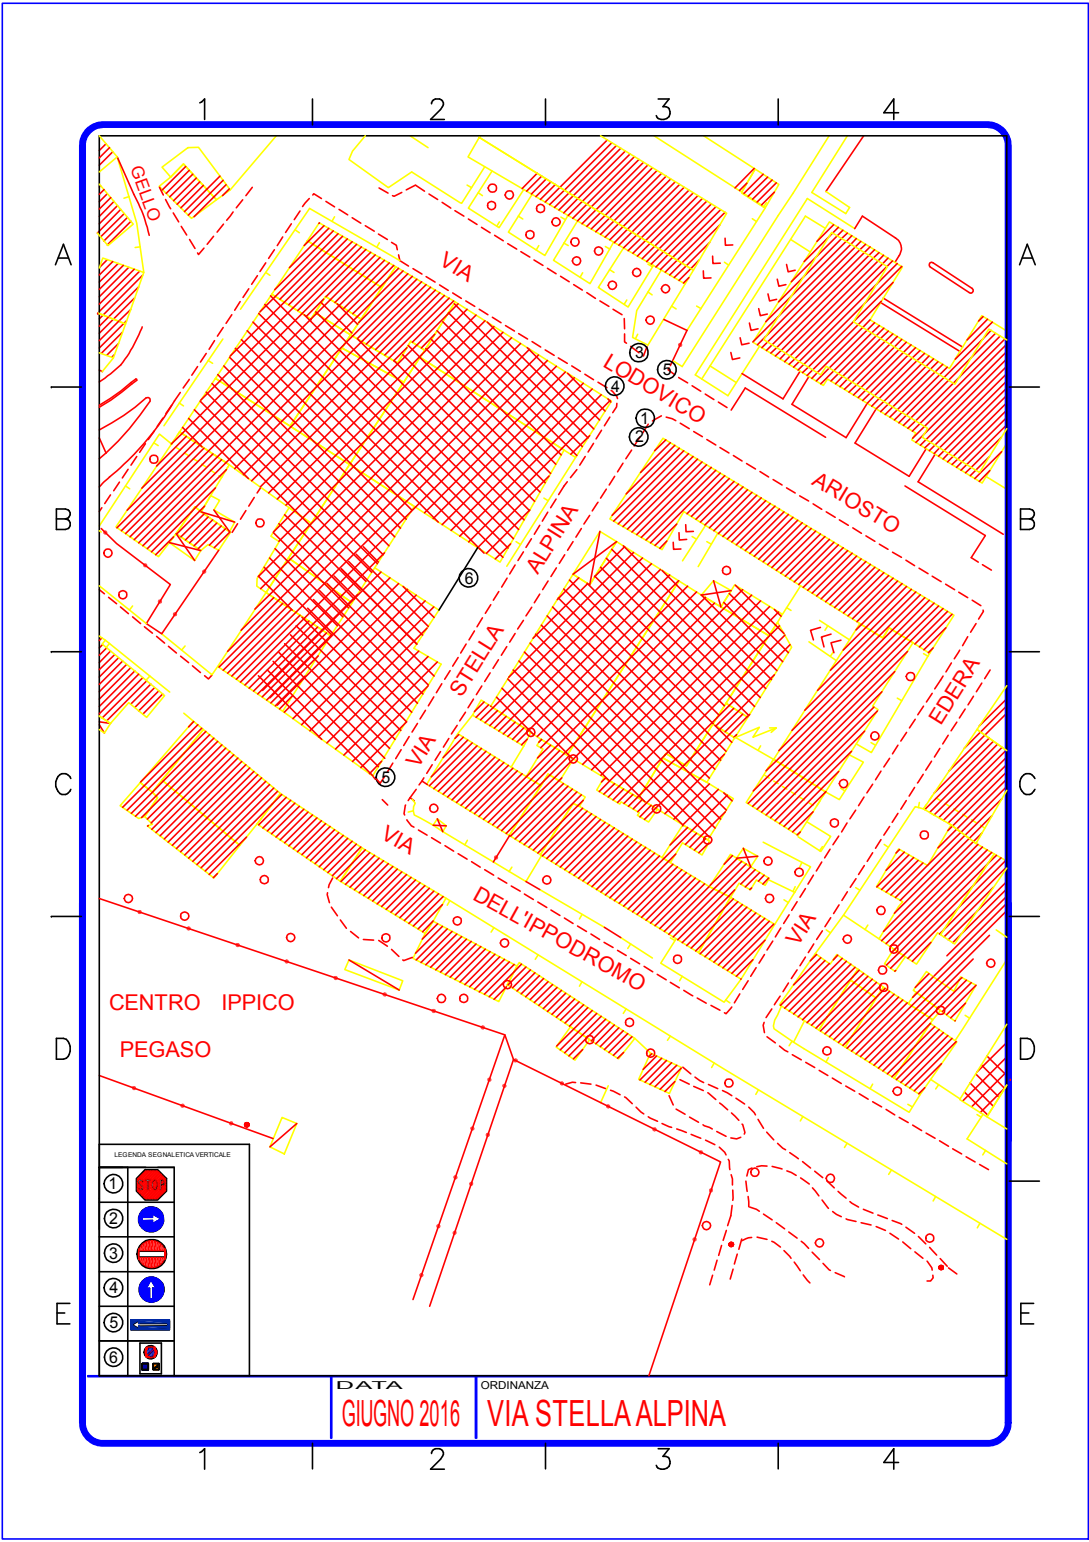 1 2 3 4
A A
B B
C C
D D
E E
GELLO
VIA
LODOVICO
ARIOSTO
3
5
4
1
2
6
5
ALPINA
STELLA
VIA
EDERA
VIA
VIA
DELL'IPPODROMO
CENTRO IPPICO
PEGASO
LEGENDA SEGNALETICA VERTICALE
1 STOP
2
3
4
5
6
DATA
GIUGNO 2016
ORDINANZA
VIA STELLA ALPINA
1 2 3 4